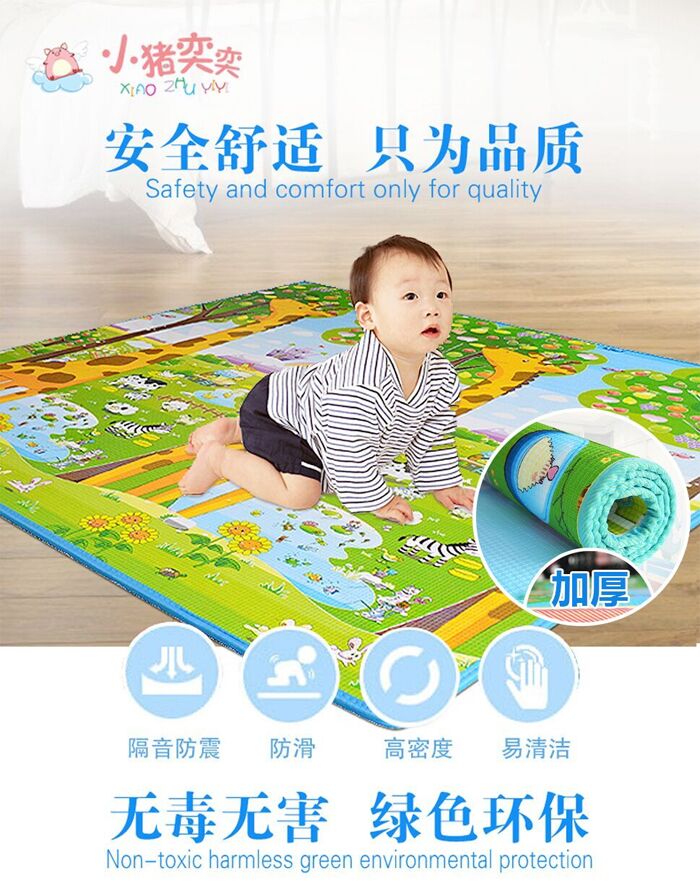 小猪奕奕
XIAO ZHU YIYI
安全舒适 只为品质
Safety and comfort only for quality
加厚
隔音防震 防滑 高密度 易清洁
无毒无害 绿色环保
Non-toxic harmless green environmental protection